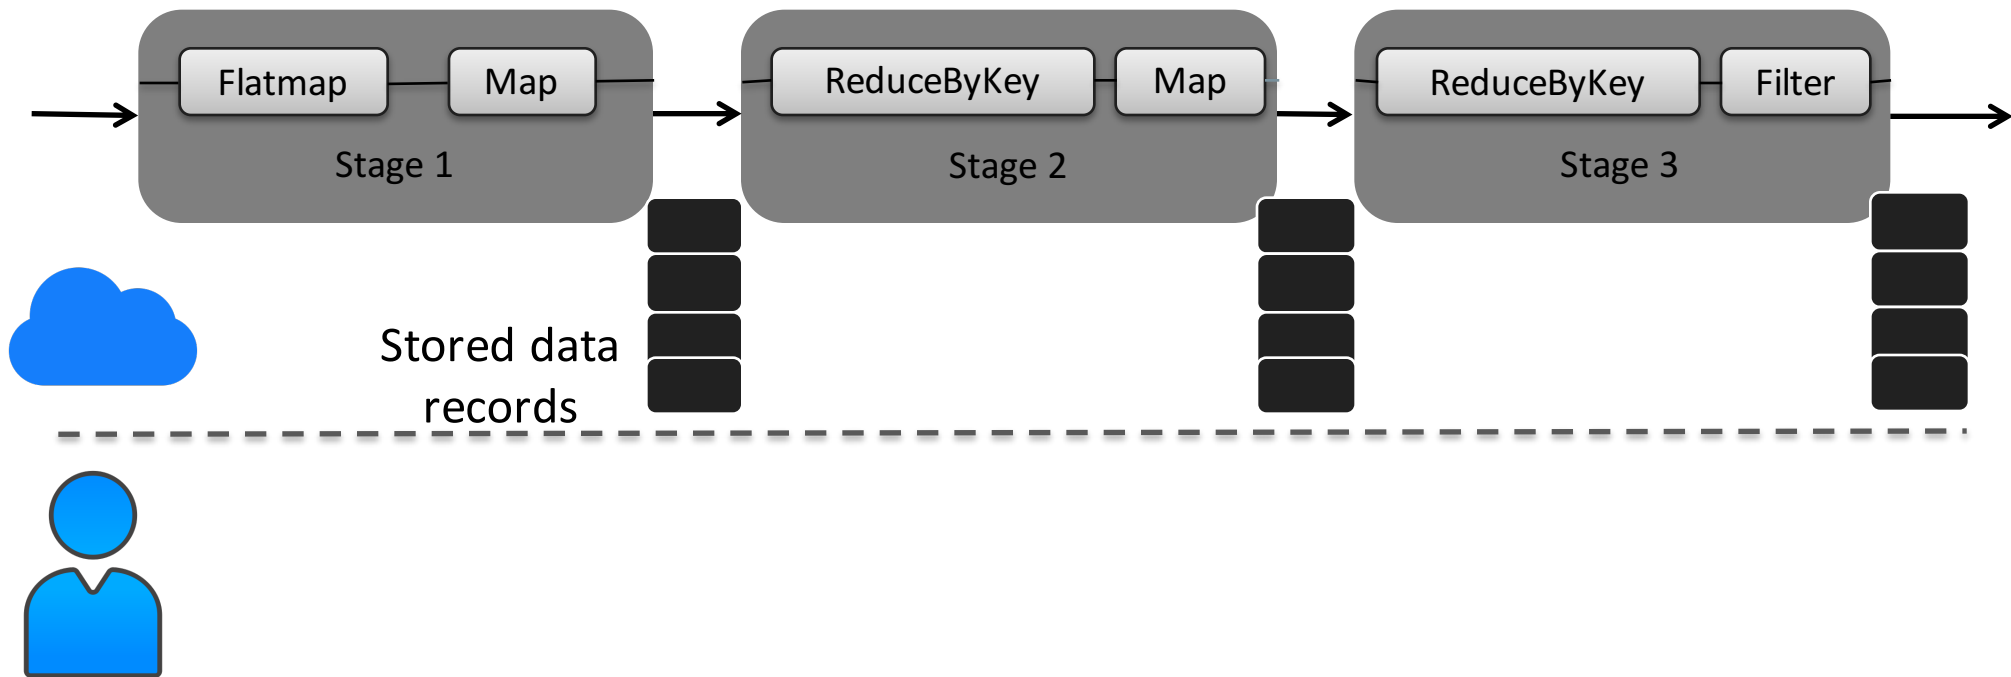 Flatmap
Map
ReduceByKey
Map
ReduceByKey
Filter
Stage 1
Stage 2
Stage 3
Stored data
records